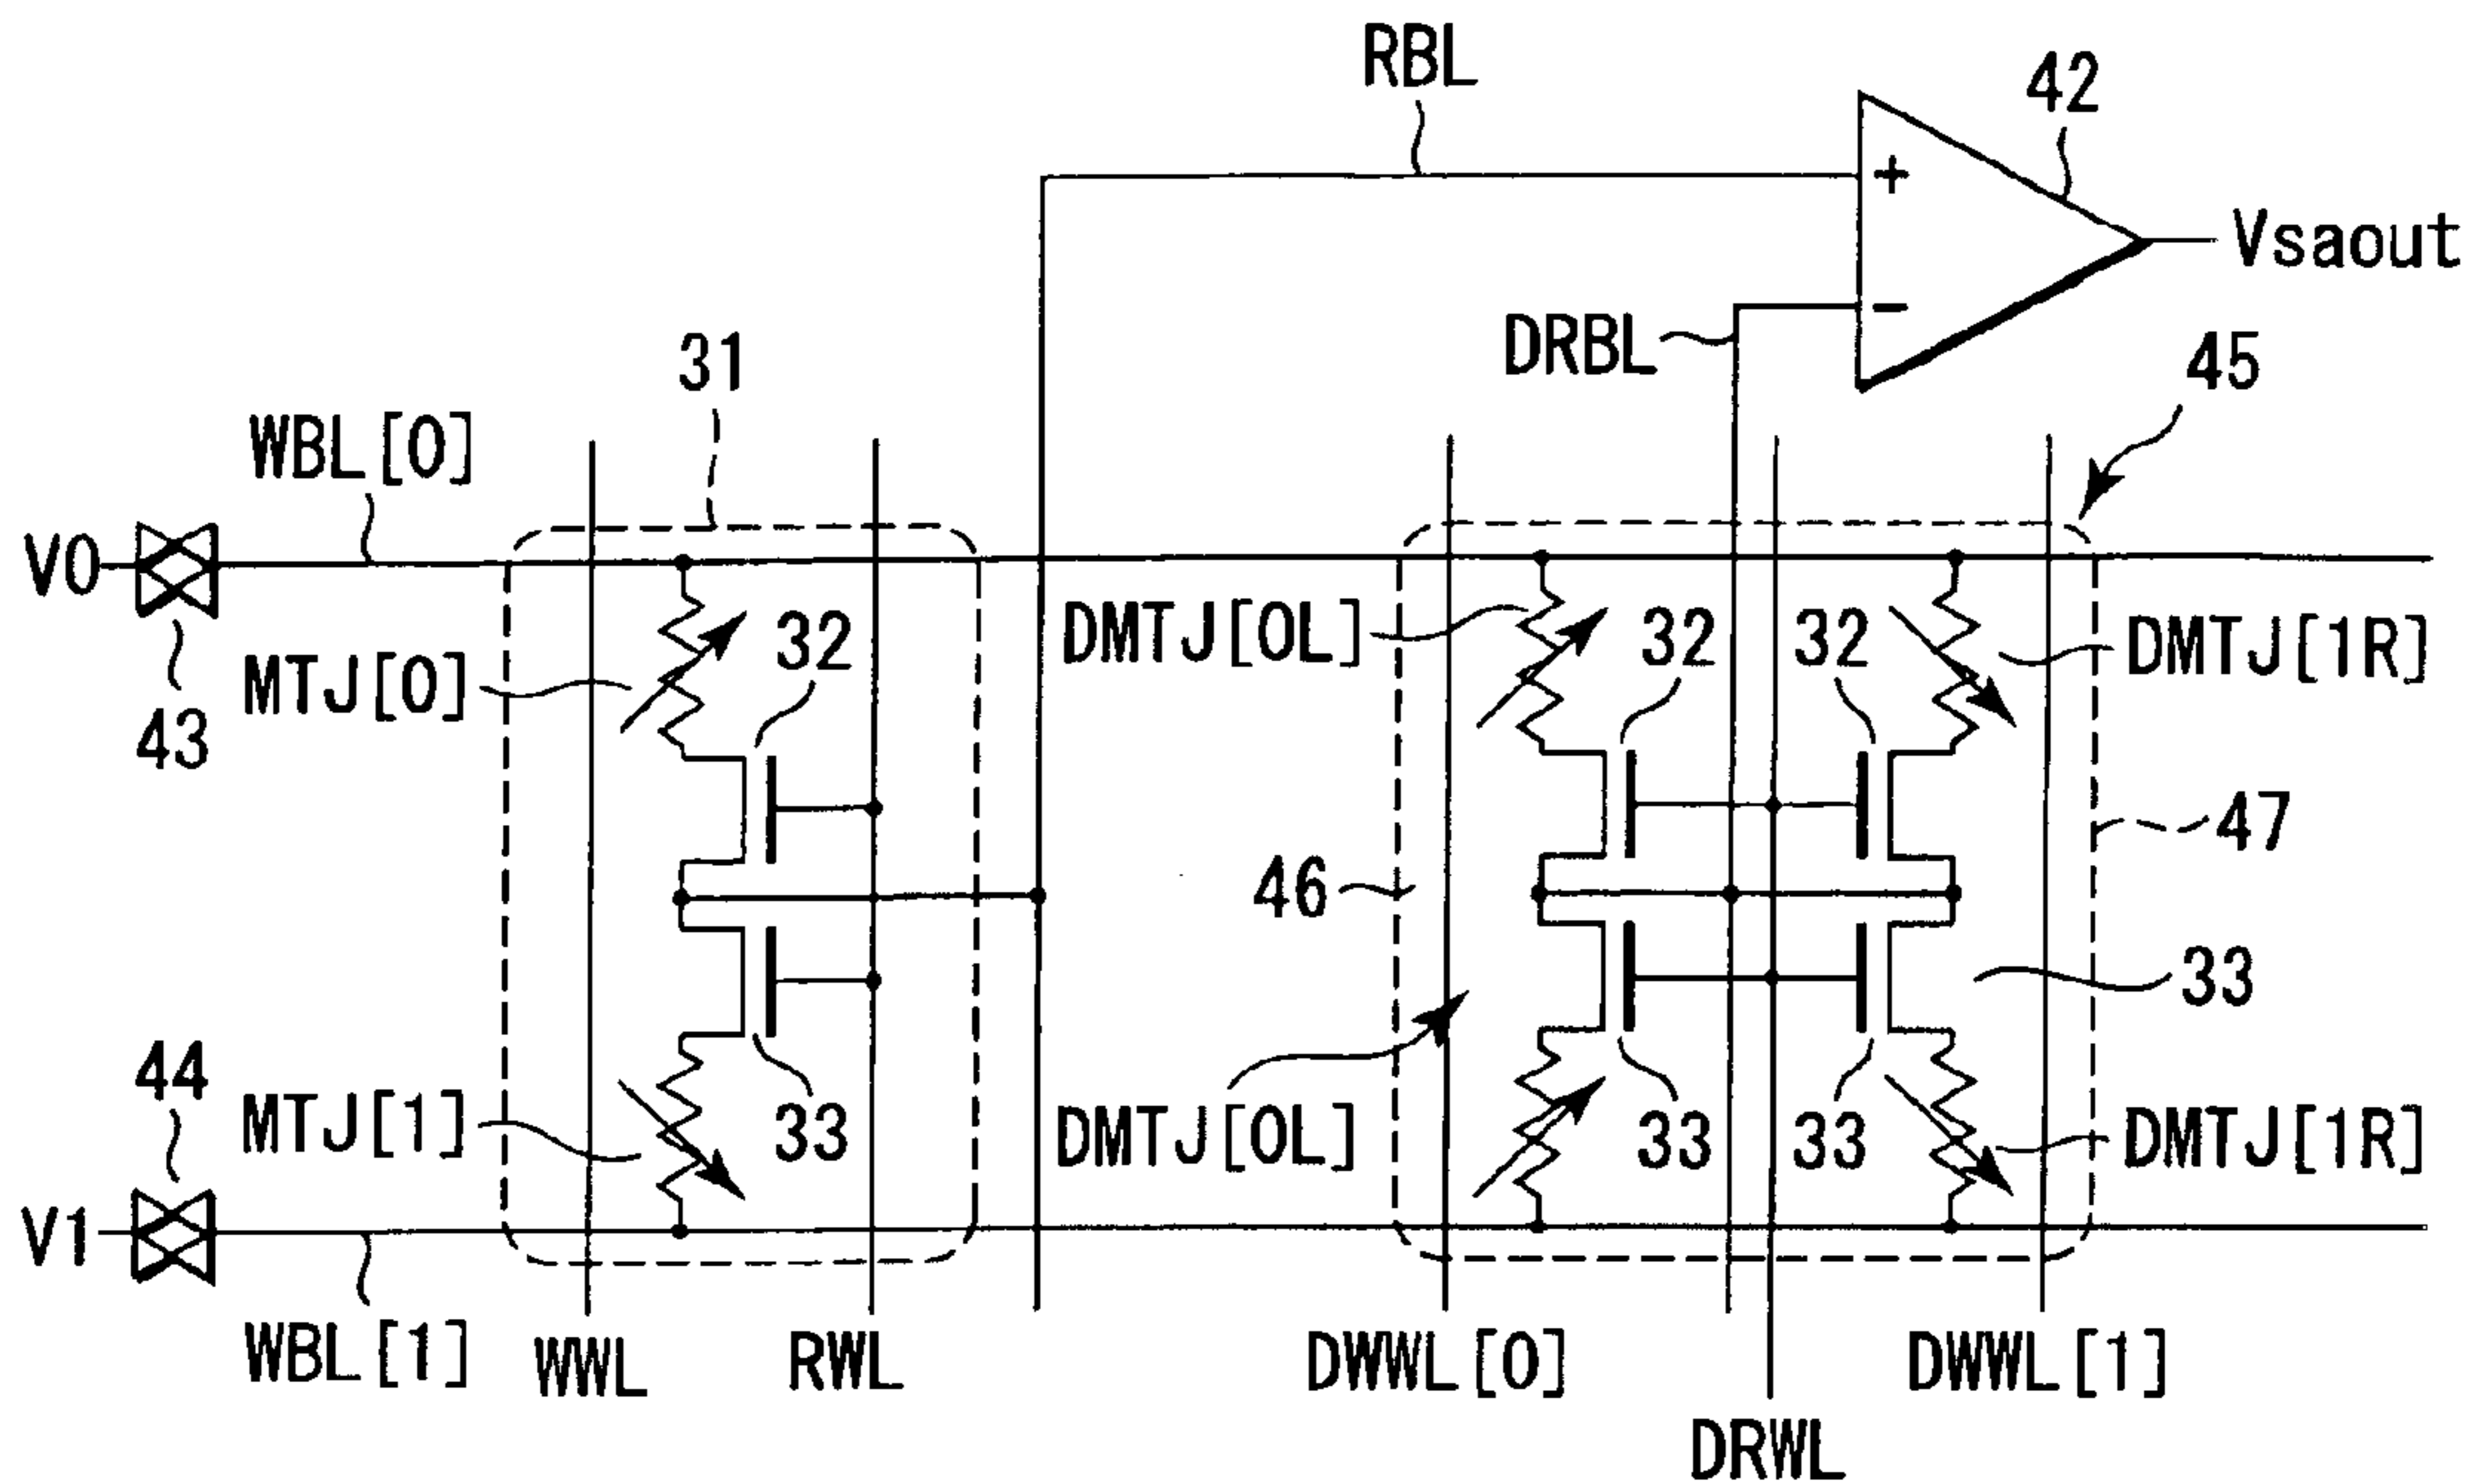 RBL
42
+
Vsaout
DRBL
-
45
31
WBL[0]
V0
43
MTJ[0]
32
DMTJ[0L]
32
32
DMTJ[1R]
46
47
33
44
MTJ[1]
33
DMTJ[0L]
33
33
DMTJ[1R]
V1
WBL[1]
WWL
RWL
DWWL[0]
DWWL[1]
DRWL